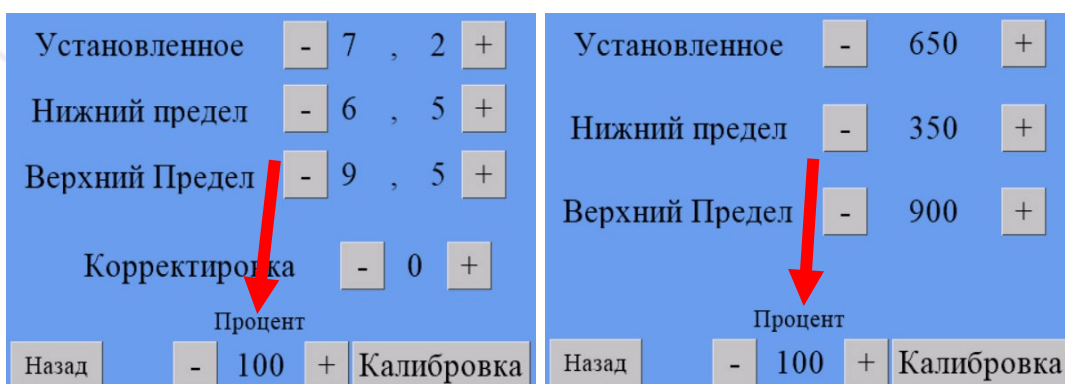 Установленное - 7 , 2 +
Нижний предел - 6 , 5 +
Верхний Предел - 9 , 5 +
Корректировка - 0 +
Процент
Назад - 100 + Калибровка
Установленное - 650 +
Нижний предел - 350 +
Верхний Предел - 900 +
Процент
Назад - 100 + Калибровка